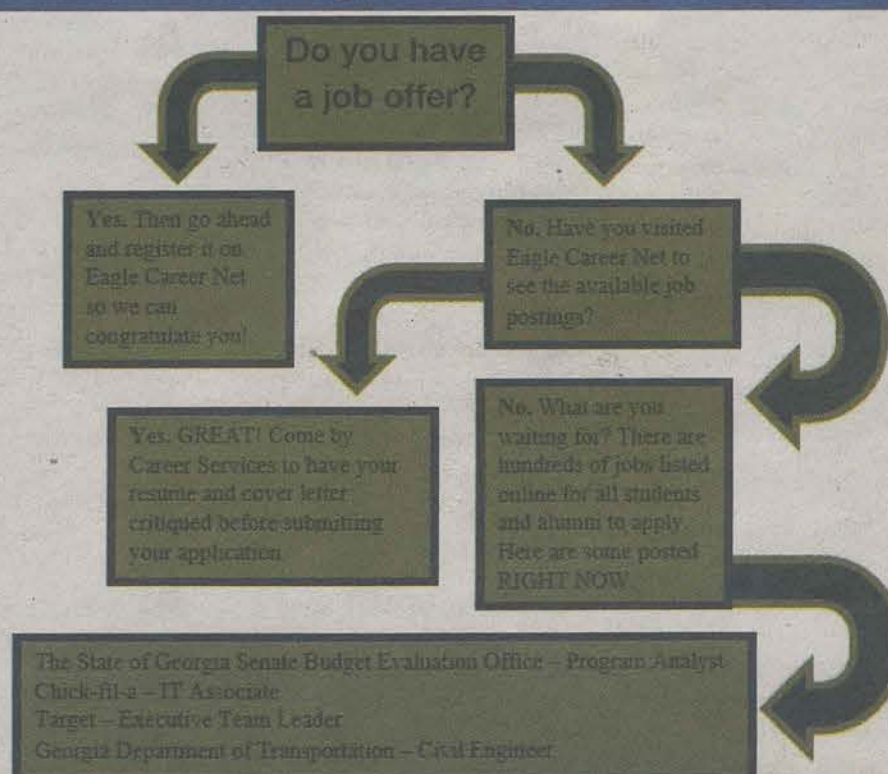 Do you have
a job offer?
Yes. Then go ahead
and register it on
Eagle Career Net
so we can
congratulate you!
No. Have you visited
Eagle Career Net to
see the available job
postings?
Yes. GREAT! Come by
Career Services to have your
resume and cover letter
critiqued before submitting
your application
No. What are you
waiting for? There are
hundreds of jobs listed
online for all students
and alumni to apply.
Here are some posted
RIGHT NOW
The State of Georgia Senate Budget Evaluation Office – Program Analyst
Chick-fil-a – IT Associate
Target – Executive Team Leader
Georgia Department of Transportation – Civil Engineer